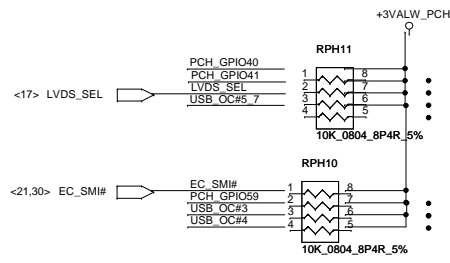 +3VALW_PCH
RPH11
PCH_GPIO40
PCH_GPIO41
<17> LVDS_SEL
LVDS_SEL
USB_OC#5_7
1 8
2 7
3 6
4 5
10K_0804_8P4R_5%
RPH10
<21,30> EC_SMI#
EC_SMI#
PCH_GPIO59
USB_OC#3
USB_OC#4
1 8
2 7
3 6
4 5
10K_0804_8P4R_5%